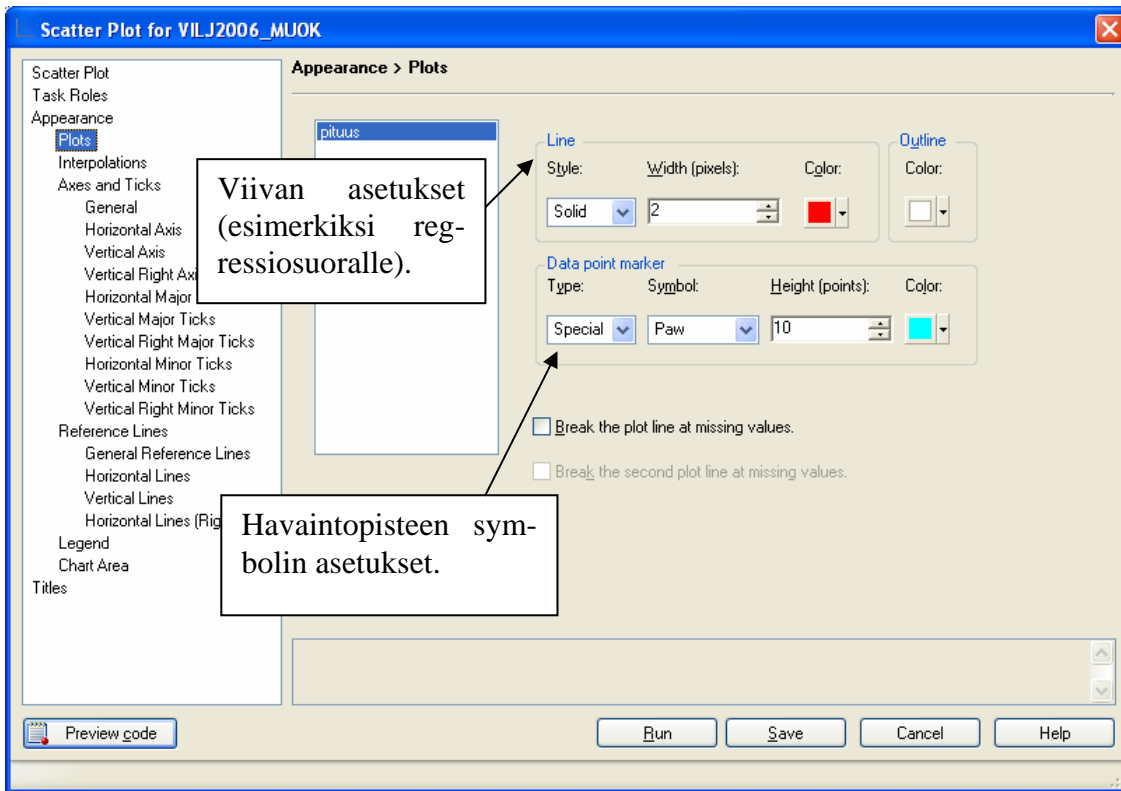 Scatter Plot for VILJ2006_MUOK
Scatter Plot
Task Roles
Appearance
Plots
Interpolations
Axes and Ticks
General
Horizontal Axis
Vertical Axis
Vertical Right Axi
Horizontal Major
Vertical Major Ticks
Vertical Right Major Ticks
Horizontal Minor Ticks
Vertical Minor Ticks
Vertical Right Minor Ticks
Reference Lines
General Reference Lines
Horizontal Lines
Vertical Lines
Horizontal Lines (Rig
Legend
Chart Area
Titles
Appearance > Plots
pituus
Viivan asetukset
(esimerkiksi reg-
ressiosuoralle).
Line
Style: Width (pixels): Color:
Solid 2
Outline
Color:
Data point marker
Type: Symbol: Height (points): Color:
Special Paw 10
Break the plot line at missing values.
Break the second plot line at missing values.
Havaintopisteen sym-
bolin asetukset.
Preview code Run Save Cancel Help